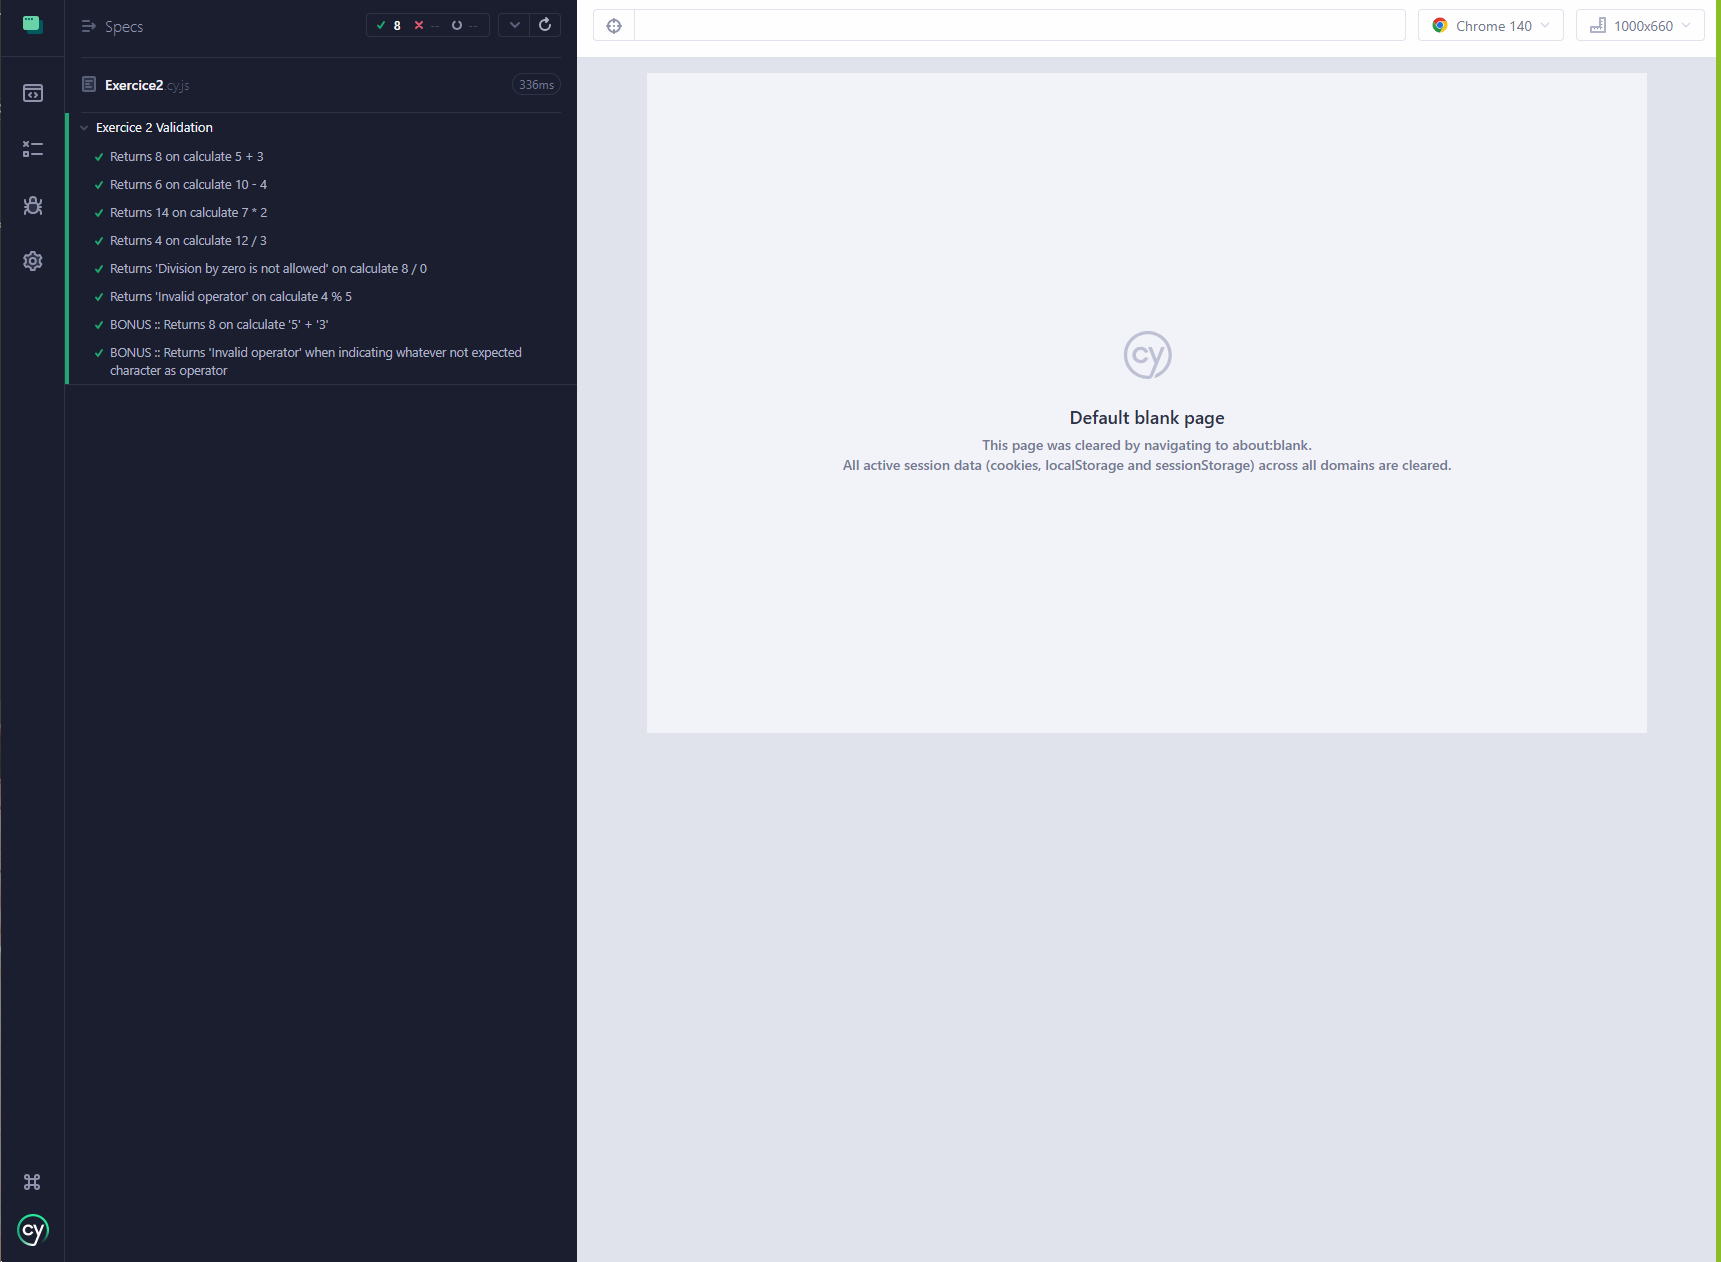 Specs
8 -- --
Exercice2.cy.js
336ms
Exercice 2 Validation
Returns 8 on calculate 5 + 3
Returns 6 on calculate 10 - 4
Returns 14 on calculate 7 * 2
Returns 4 on calculate 12 / 3
Returns 'Division by zero is not allowed' on calculate 8 / 0
Returns 'Invalid operator' on calculate 4 % 5
BONUS :: Returns 8 on calculate '5' + '3'
BONUS :: Returns 'Invalid operator' when indicating whatever not expected
character as operator
cy
Chrome 140
1000x660
cy
Default blank page
This page was cleared by navigating to about:blank.
All active session data (cookies, localStorage and sessionStorage) across all domains are cleared.